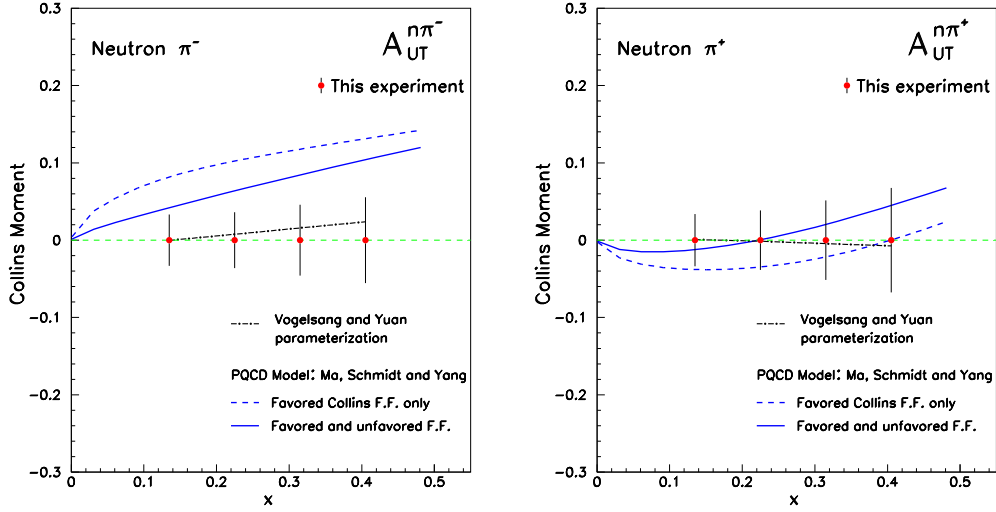 Neutron π⁻
A_UT^nπ⁻
This experiment
Collins Moment
0.3
0.2
0.1
0
−0.1
−0.2
−0.3
Vogelsang and Yuan
parameterization
PQCD Model: Ma, Schmidt and Yang
Favored Collins F.F. only
Favored and unfavored F.F.
0 0.1 0.2 0.3 0.4 0.5
x
Neutron π⁺
A_UT^nπ⁺
This experiment
Collins Moment
0.3
0.2
0.1
0
−0.1
−0.2
−0.3
Vogelsang and Yuan
parameterization
PQCD Model: Ma, Schmidt and Yang
Favored Collins F.F. only
Favored and unfavored F.F.
0 0.1 0.2 0.3 0.4 0.5
x